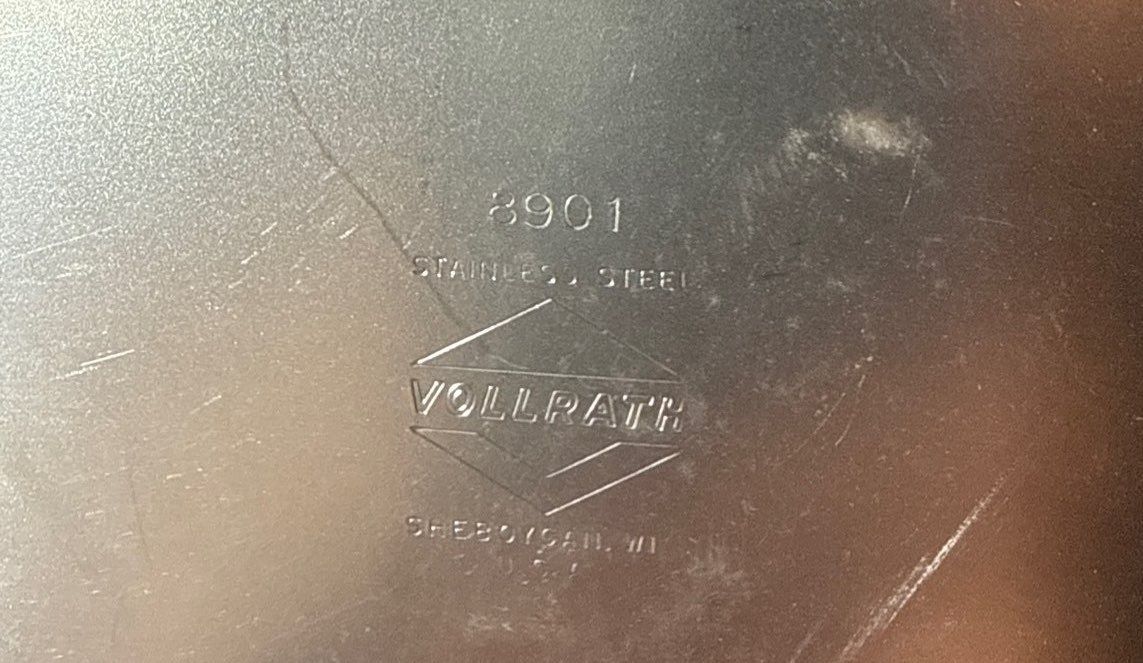 8901
STAINLESS STEEL
VOLLRATH
SHEBOYGAN, WI
U.S.A.